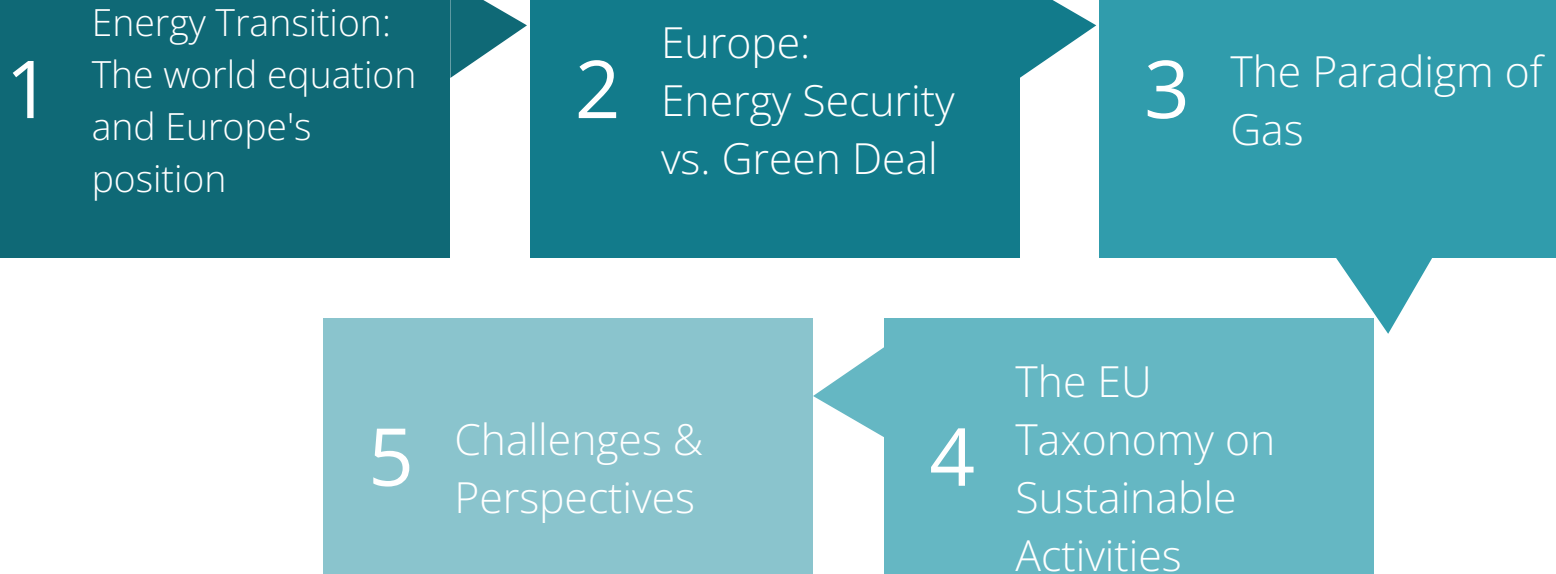 1
Energy Transition:
The world equation
and Europe's
position
2
Europe:
Energy Security
vs. Green Deal
3
The Paradigm of
Gas
4
The EU
Taxonomy on
Sustainable
Activities
5
Challenges &
Perspectives